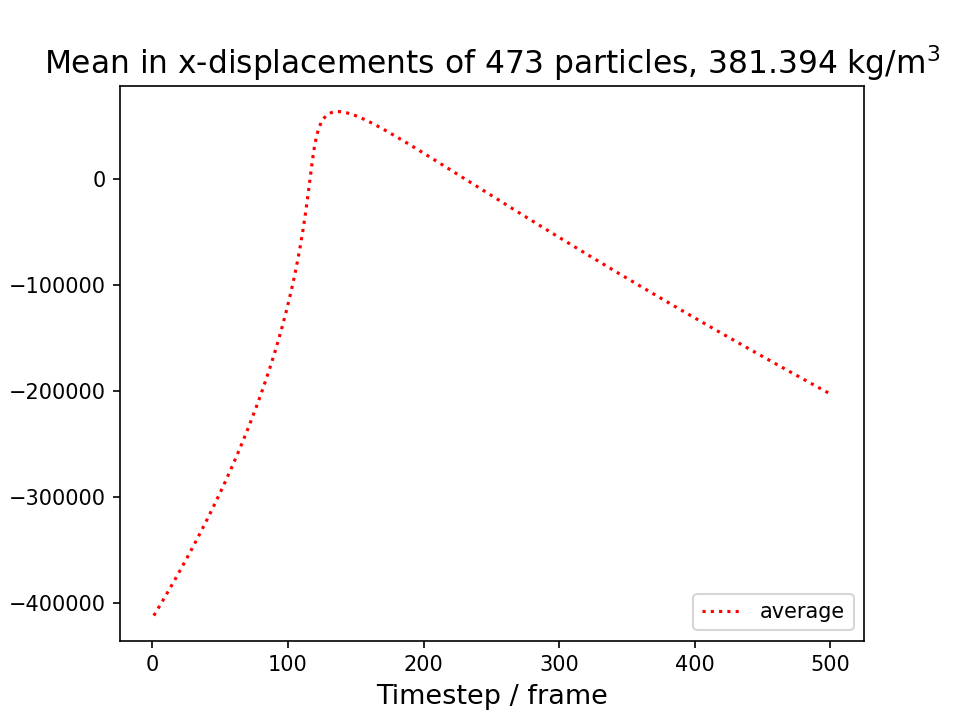 Mean in x-displacements of 473 particles, 381.394 kg/m³
0
−100000
−200000
−300000
−400000
average
0 100 200 300 400 500
Timestep / frame